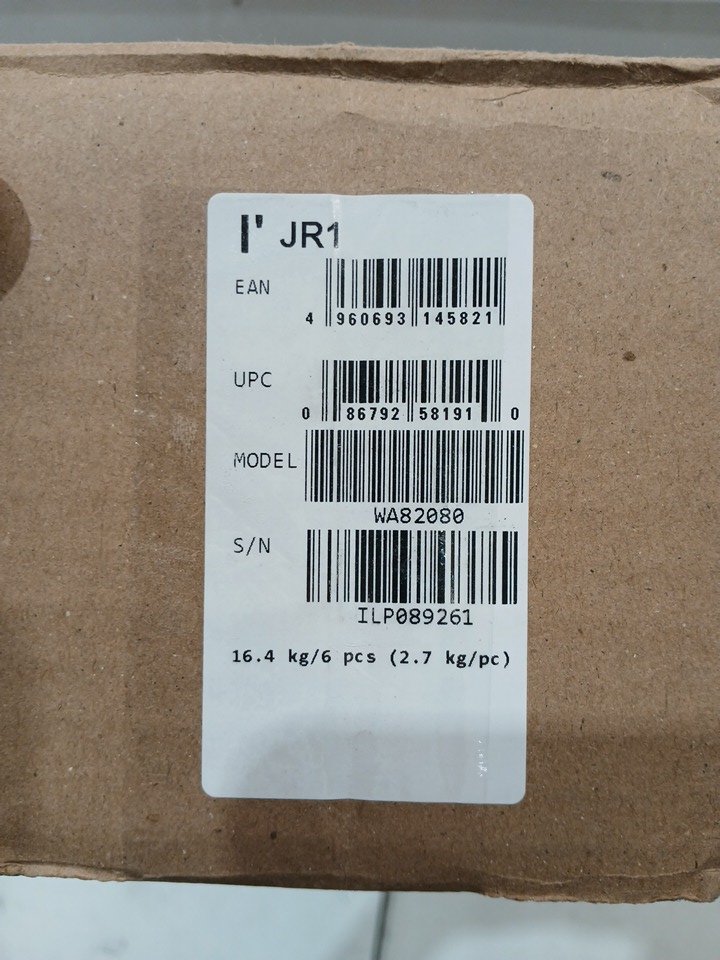 JR1
EAN
4 960693 145821
UPC
0 86792 58191 0
MODEL
WA82080
S/N
ILP089261
16.4 kg/6 pcs (2.7 kg/pc)